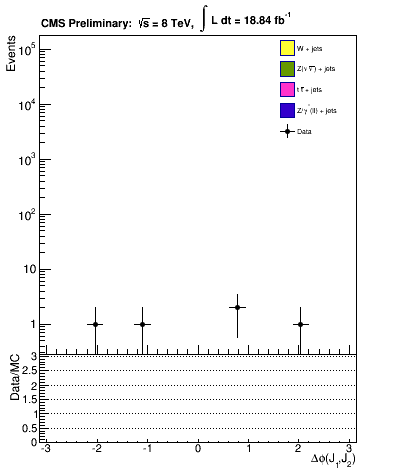 CMS Preliminary: √s = 8 TeV, ∫ L dt = 18.84 fb⁻¹
Events
W + jets
Z(ν ν̅) + jets
t t̅ + jets
Z/γ*(ll) + jets
Data
10⁵
10⁴
10³
10²
10
1
Data/MC
3
2.5
2
1.5
1
0.5
0
-3 -2 -1 0 1 2 3
Δϕ(J₁,J₂)